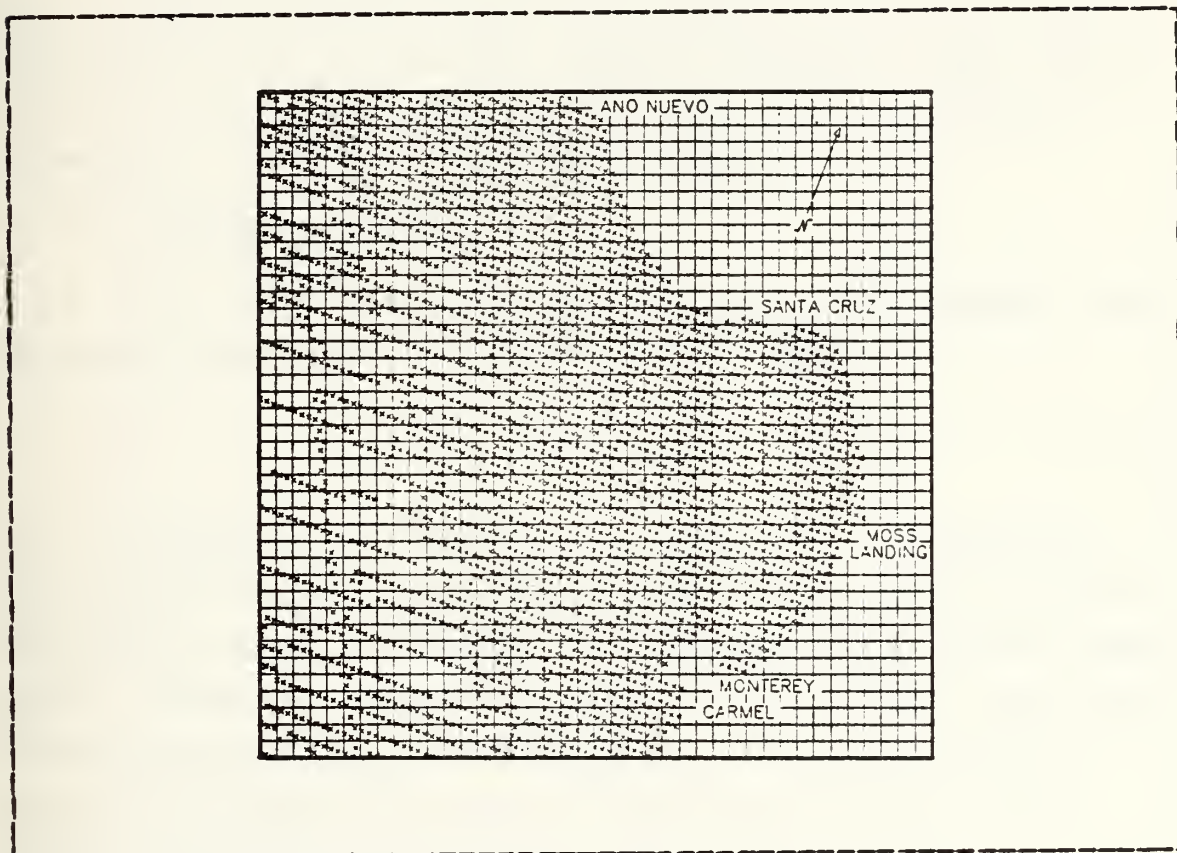 ANO NUEVO
N
SANTA CRUZ
MOSS
LANDING
MONTEREY
CARMEL